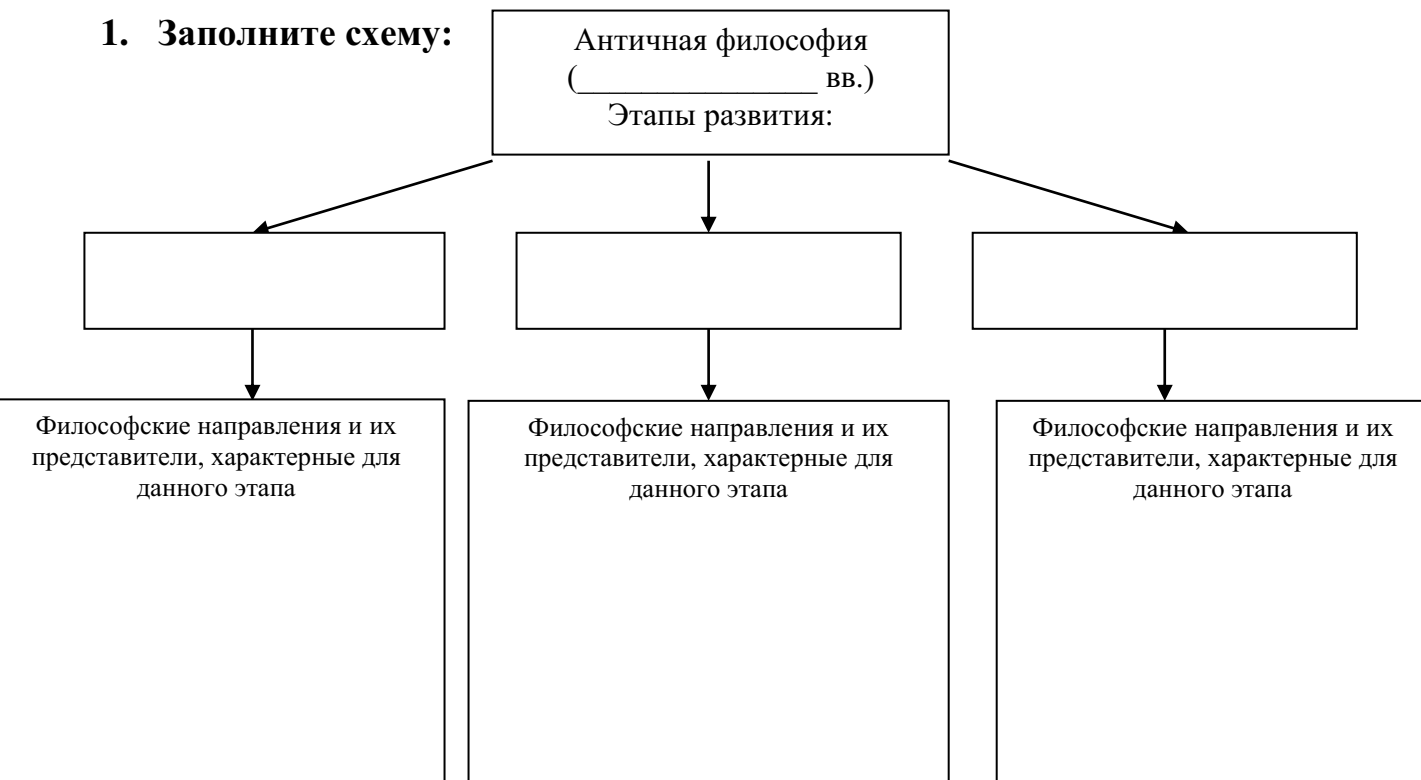 1. Заполните схему:
Античная философия
(_______________ вв.)
Этапы развития:
Философские направления и их
представители, характерные для
данного этапа
Философские направления и их
представители, характерные для
данного этапа
Философские направления и их
представители, характерные для
данного этапа